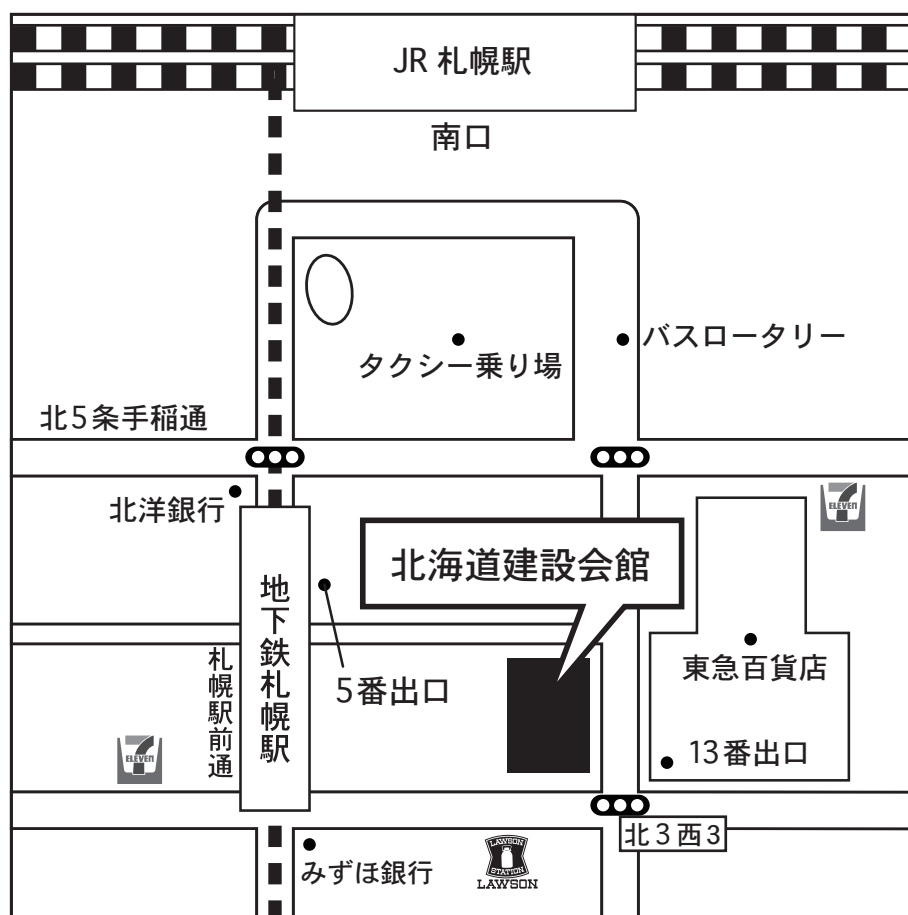 JR 札幌駅
南口
バスロータリー
タクシー乗り場
北5条手稲通
北洋銀行
ELEVEN
北海道建設会館
地下鉄札幌駅
札幌駅前通
5番出口
東急百貨店
ELEVEN
13番出口
北3西3
みずほ銀行
LAWSON
STATION
LAWSON